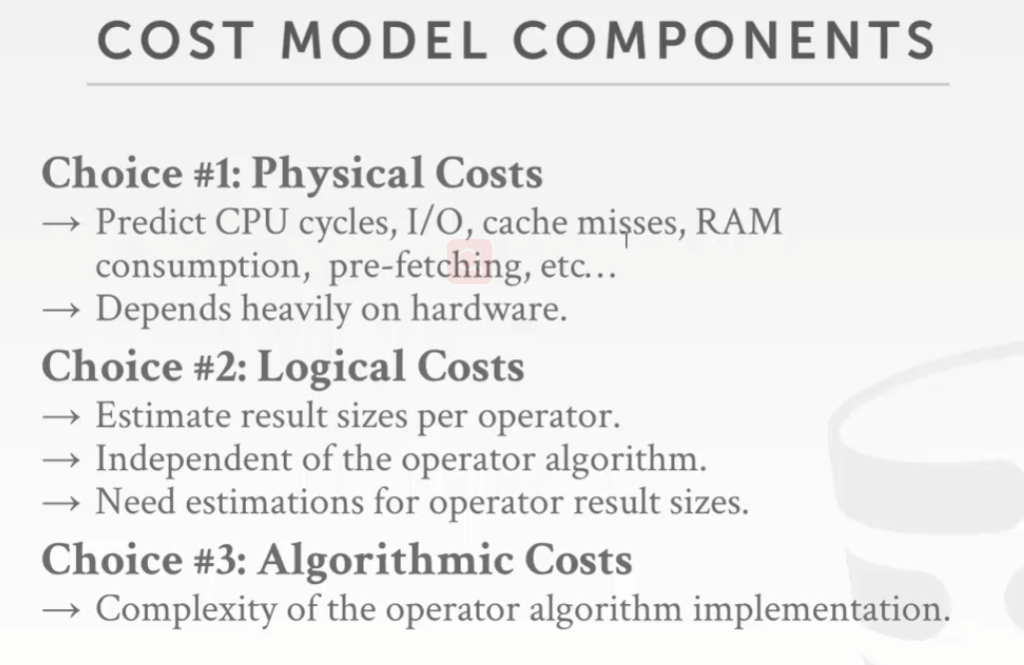 COST MODEL COMPONENTS
Choice #1: Physical Costs
→ Predict CPU cycles, I/O, cache misses, RAM
consumption, pre-fetching, etc…
→ Depends heavily on hardware.
Choice #2: Logical Costs
→ Estimate result sizes per operator.
→ Independent of the operator algorithm.
→ Need estimations for operator result sizes.
Choice #3: Algorithmic Costs
→ Complexity of the operator algorithm implementation.